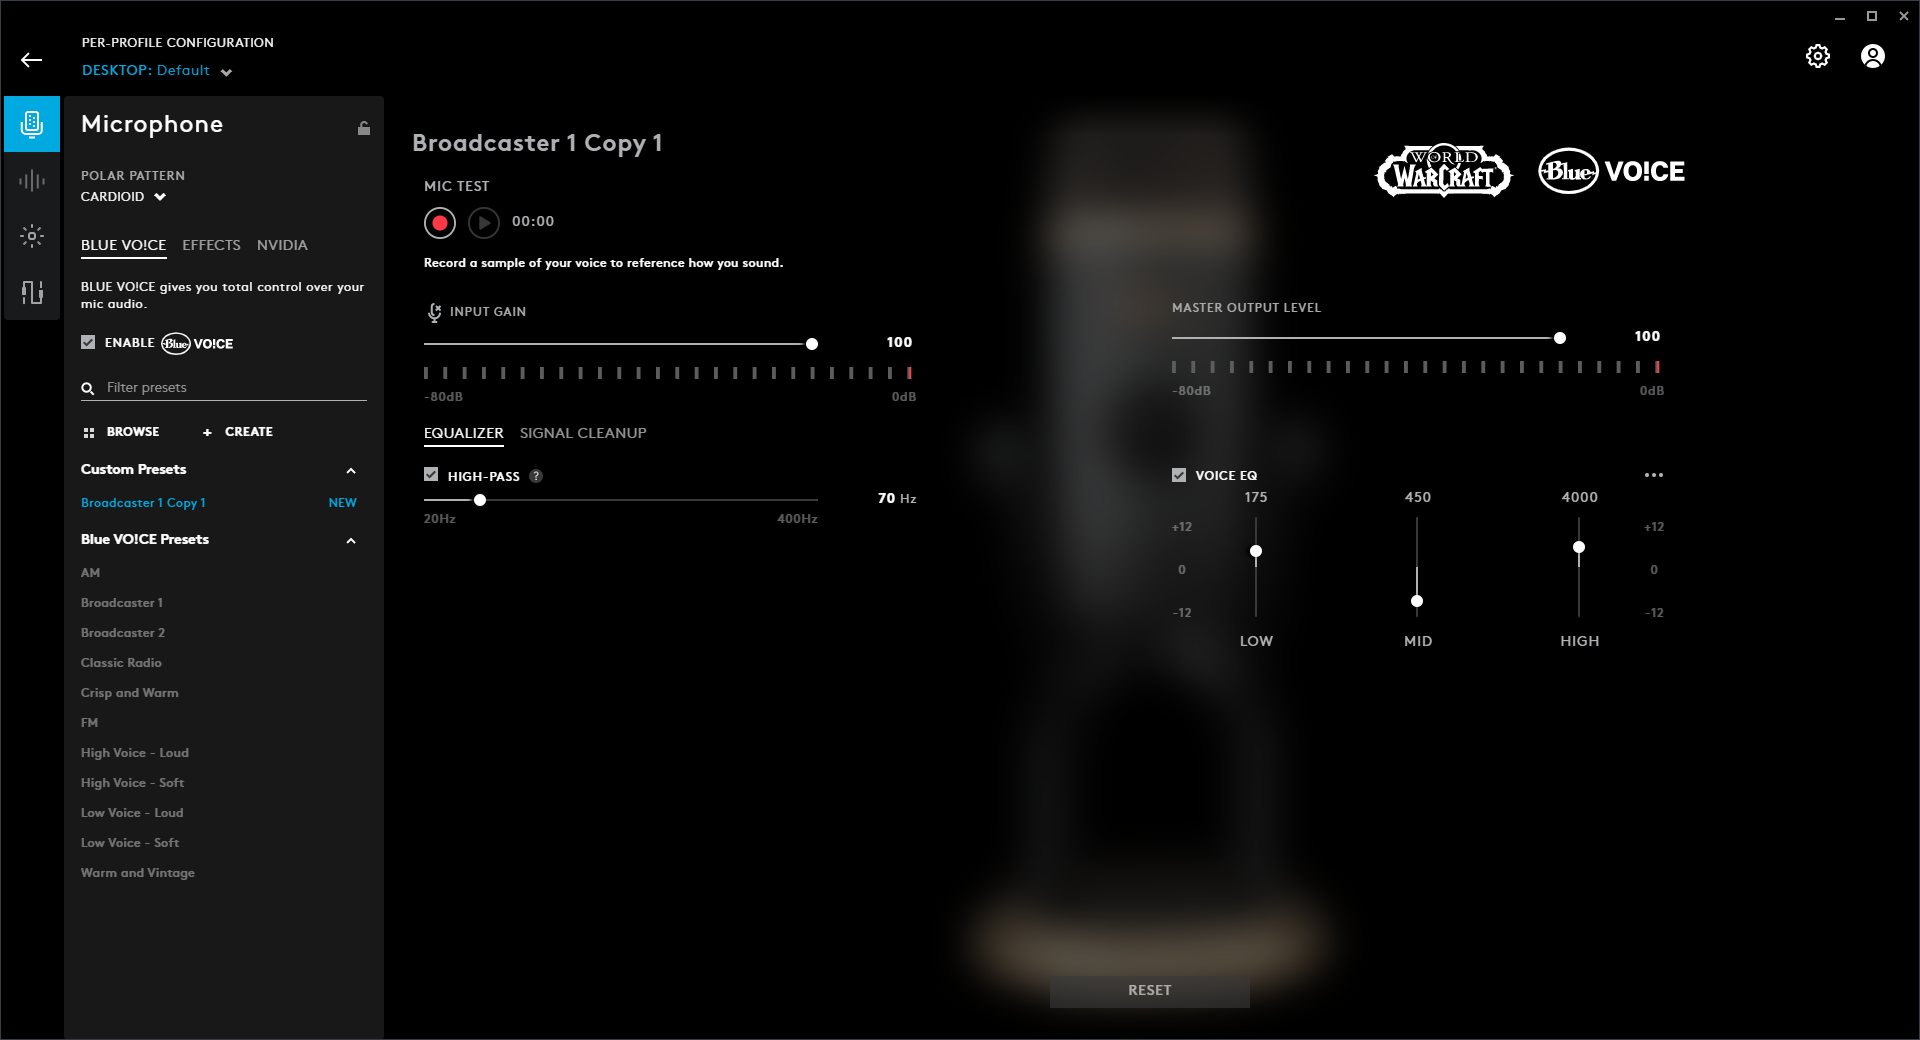 PER-PROFILE CONFIGURATION
DESKTOP: Default
Microphone
POLAR PATTERN
CARDIOID
BLUE VO!CE EFFECTS NVIDIA
BLUE VO!CE gives you total control over your
mic audio.
ENABLE Blue VO!CE
Filter presets
BROWSE + CREATE
Custom Presets
Broadcaster 1 Copy 1 NEW
Blue VO!CE Presets
AM
Broadcaster 1
Broadcaster 2
Classic Radio
Crisp and Warm
FM
High Voice - Loud
High Voice - Soft
Low Voice - Loud
Low Voice - Soft
Warm and Vintage
Broadcaster 1 Copy 1
MIC TEST
00:00
Record a sample of your voice to reference how you sound.
INPUT GAIN
100
-80dB 0dB
EQUALIZER SIGNAL CLEANUP
HIGH-PASS ?
70 Hz
20Hz 400Hz
WORLD
WARCRAFT
Blue VO!CE
MASTER OUTPUT LEVEL
100
-80dB 0dB
VOICE EQ
175 450 4000
+12 +12
0 0
-12 -12
LOW MID HIGH
RESET